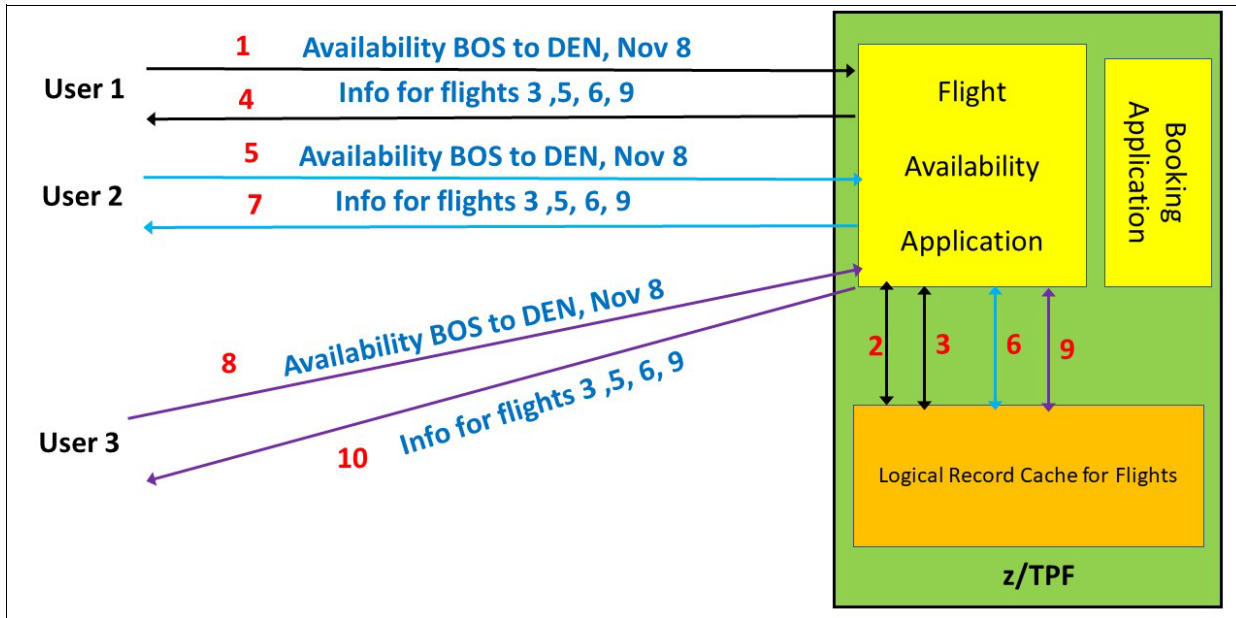 1 Availability BOS to DEN, Nov 8
User 1
4 Info for flights 3 ,5, 6, 9
5 Availability BOS to DEN, Nov 8
User 2
7 Info for flights 3 ,5, 6, 9
8 Availability BOS to DEN, Nov 8
User 3
10 Info for flights 3 ,5, 6, 9
Flight
Availability
Application
Booking
Application
2 3 6 9
Logical Record Cache for Flights
z/TPF